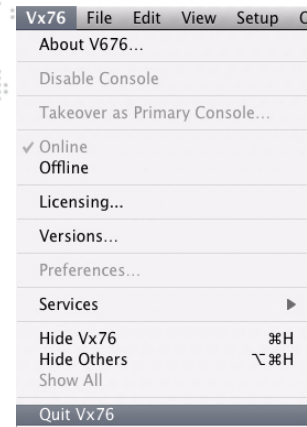 Vx76 File Edit View Setup
About V676...
Disable Console
Takeover as Primary Console...
✓ Online
Offline
Licensing...
Versions...
Preferences...
Services ▶
Hide Vx76 ⌘H
Hide Others ⌥⌘H
Show All
Quit Vx76